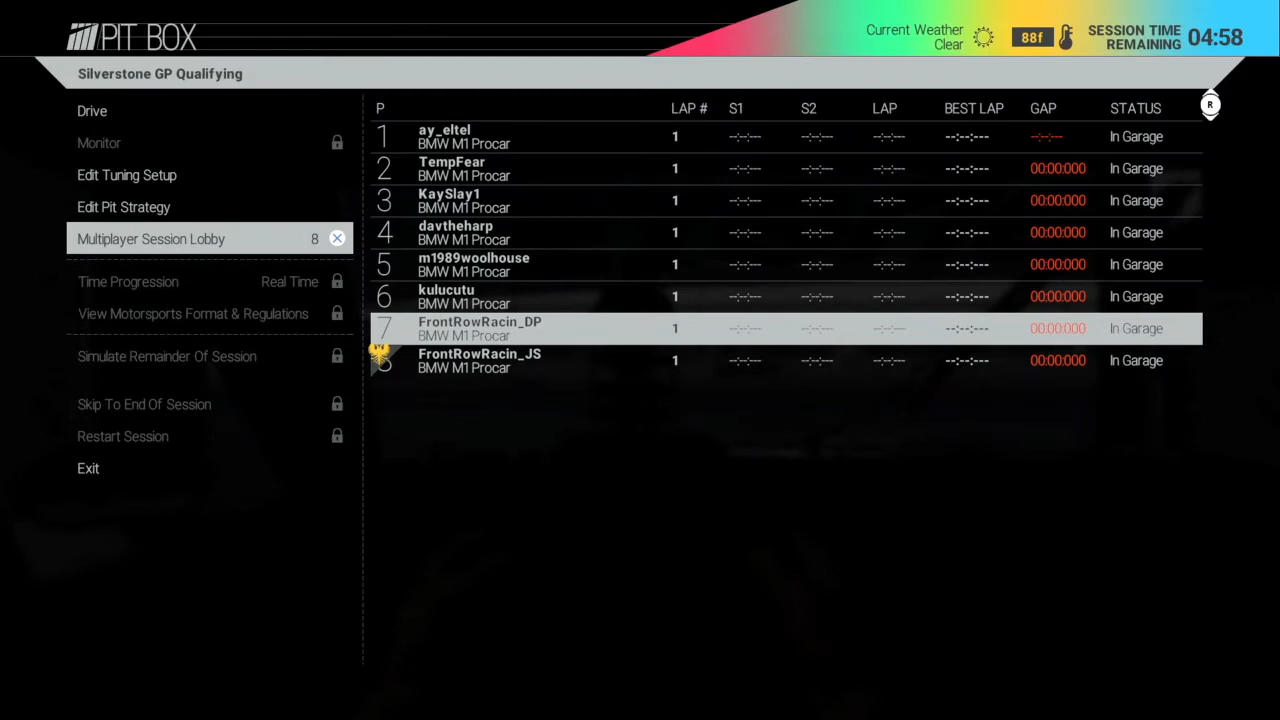 PIT BOX
Current Weather
Clear
88f
SESSION TIME
REMAINING
04:58
Silverstone GP Qualifying
Drive
Monitor
Edit Tuning Setup
Edit Pit Strategy
Multiplayer Session Lobby 8
Time Progression Real Time
View Motorsports Format & Regulations
Simulate Remainder Of Session
Skip To End Of Session
Restart Session
Exit
P LAP # S1 S2 LAP BEST LAP GAP STATUS R
1 ay_eltel 1 --:--:--- --:--:--- --:--:--- --:--:--- --:--:--- In Garage
BMW M1 Procar
2 TempFear 1 --:--:--- --:--:--- --:--:--- --:--:--- 00:00:000 In Garage
BMW M1 Procar
3 KaySlay1 1 --:--:--- --:--:--- --:--:--- --:--:--- 00:00:000 In Garage
BMW M1 Procar
4 davtheharp 1 --:--:--- --:--:--- --:--:--- --:--:--- 00:00:000 In Garage
BMW M1 Procar
5 m1989woolhouse 1 --:--:--- --:--:--- --:--:--- --:--:--- 00:00:000 In Garage
BMW M1 Procar
6 kulucutu 1 --:--:--- --:--:--- --:--:--- --:--:--- 00:00:000 In Garage
BMW M1 Procar
7 FrontRowRacin_DP 1 --:--:--- --:--:--- --:--:--- --:--:--- 00:00:000 In Garage
BMW M1 Procar
8 FrontRowRacin_JS 1 --:--:--- --:--:--- --:--:--- --:--:--- 00:00:000 In Garage
BMW M1 Procar